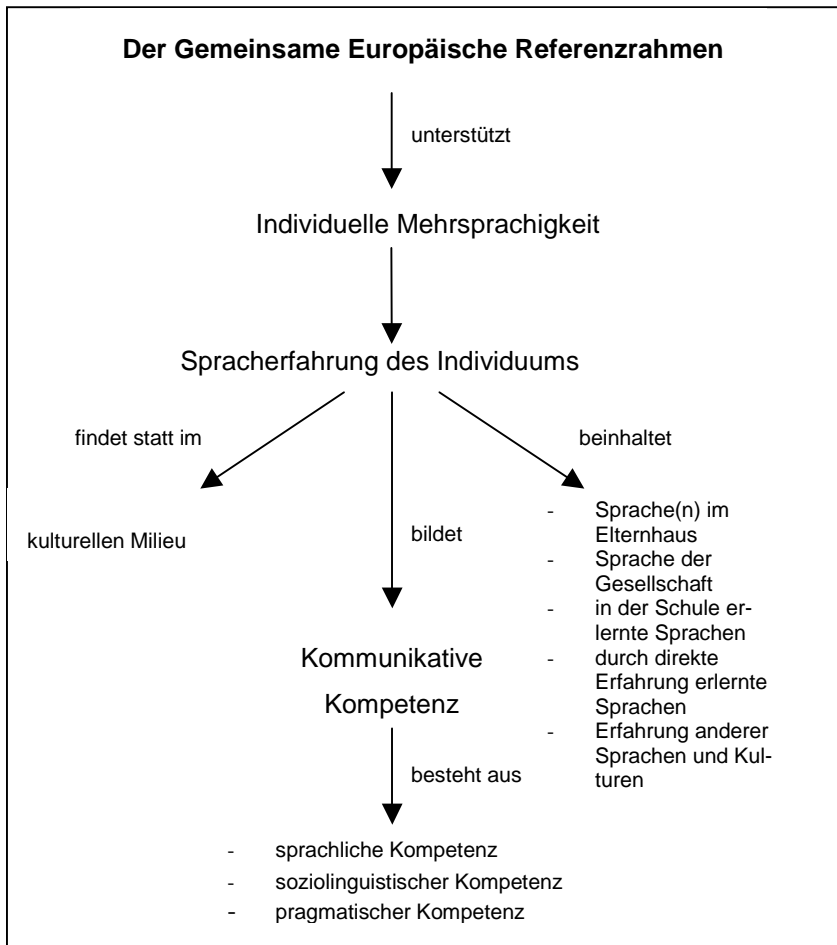 Der Gemeinsame Europäische Referenzrahmen
unterstützt
Individuelle Mehrsprachigkeit
Spracherfahrung des Individuums
findet statt im
kulturellen Milieu
bildet
Kommunikative
Kompetenz
besteht aus
- sprachliche Kompetenz
- soziolinguistischer Kompetenz
- pragmatischer Kompetenz
beinhaltet
- Sprache(n) im
Elternhaus
- Sprache der
Gesellschaft
- in der Schule er-
lernte Sprachen
- durch direkte
Erfahrung erlernte
Sprachen
- Erfahrung anderer
Sprachen und Kul-
turen